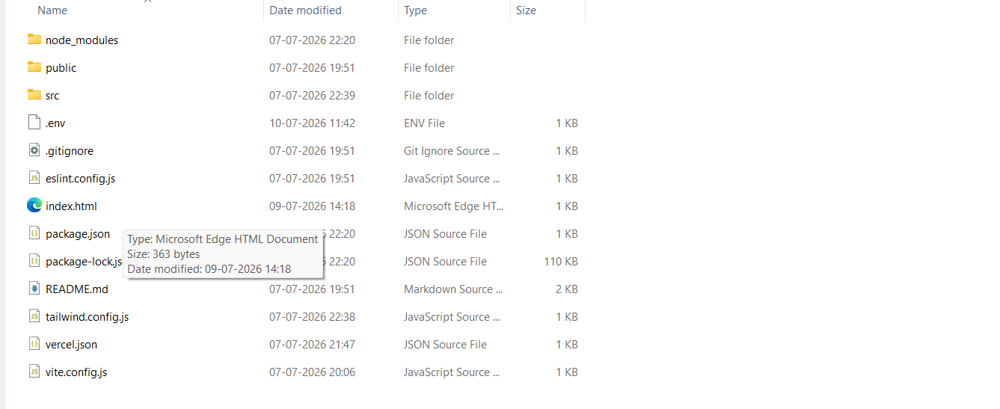 Name Date modified Type Size
node_modules 07-07-2026 22:20 File folder
public 07-07-2026 19:51 File folder
src 07-07-2026 22:39 File folder
.env 10-07-2026 11:42 ENV File 1 KB
.gitignore 07-07-2026 19:51 Git Ignore Source ... 1 KB
eslint.config.js 07-07-2026 19:51 JavaScript Source ... 1 KB
index.html 09-07-2026 14:18 Microsoft Edge HT... 1 KB
package.json 22:20 JSON Source File 1 KB
Type: Microsoft Edge HTML Document
Size: 363 bytes
Date modified: 09-07-2026 14:18
package-lock.js 22:20 JSON Source File 110 KB
README.md 07-07-2026 19:51 Markdown Source ... 2 KB
tailwind.config.js 07-07-2026 22:38 JavaScript Source ... 1 KB
vercel.json 07-07-2026 21:47 JSON Source File 1 KB
vite.config.js 07-07-2026 20:06 JavaScript Source ... 1 KB